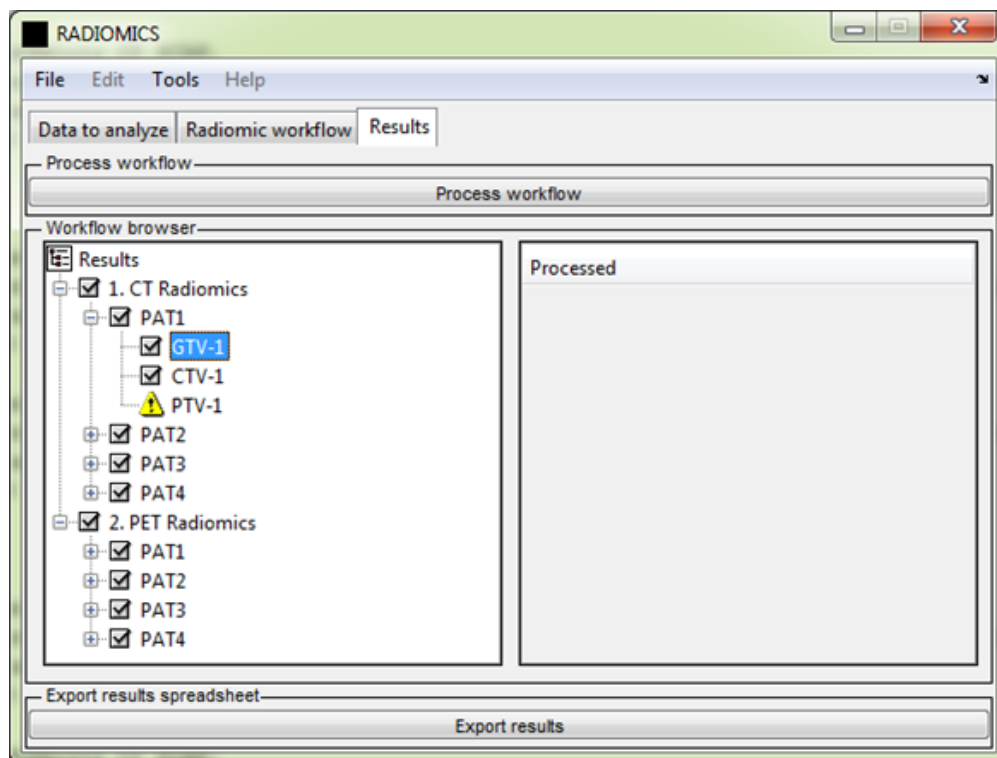 RADIOMICS
File Edit Tools Help
Data to analyze Radiomic workflow Results
Process workflow
Process workflow
Workflow browser
Results
Processed
1. CT Radiomics
PAT1
GTV-1
CTV-1
PTV-1
PAT2
PAT3
PAT4
2. PET Radiomics
PAT1
PAT2
PAT3
PAT4
Export results spreadsheet
Export results